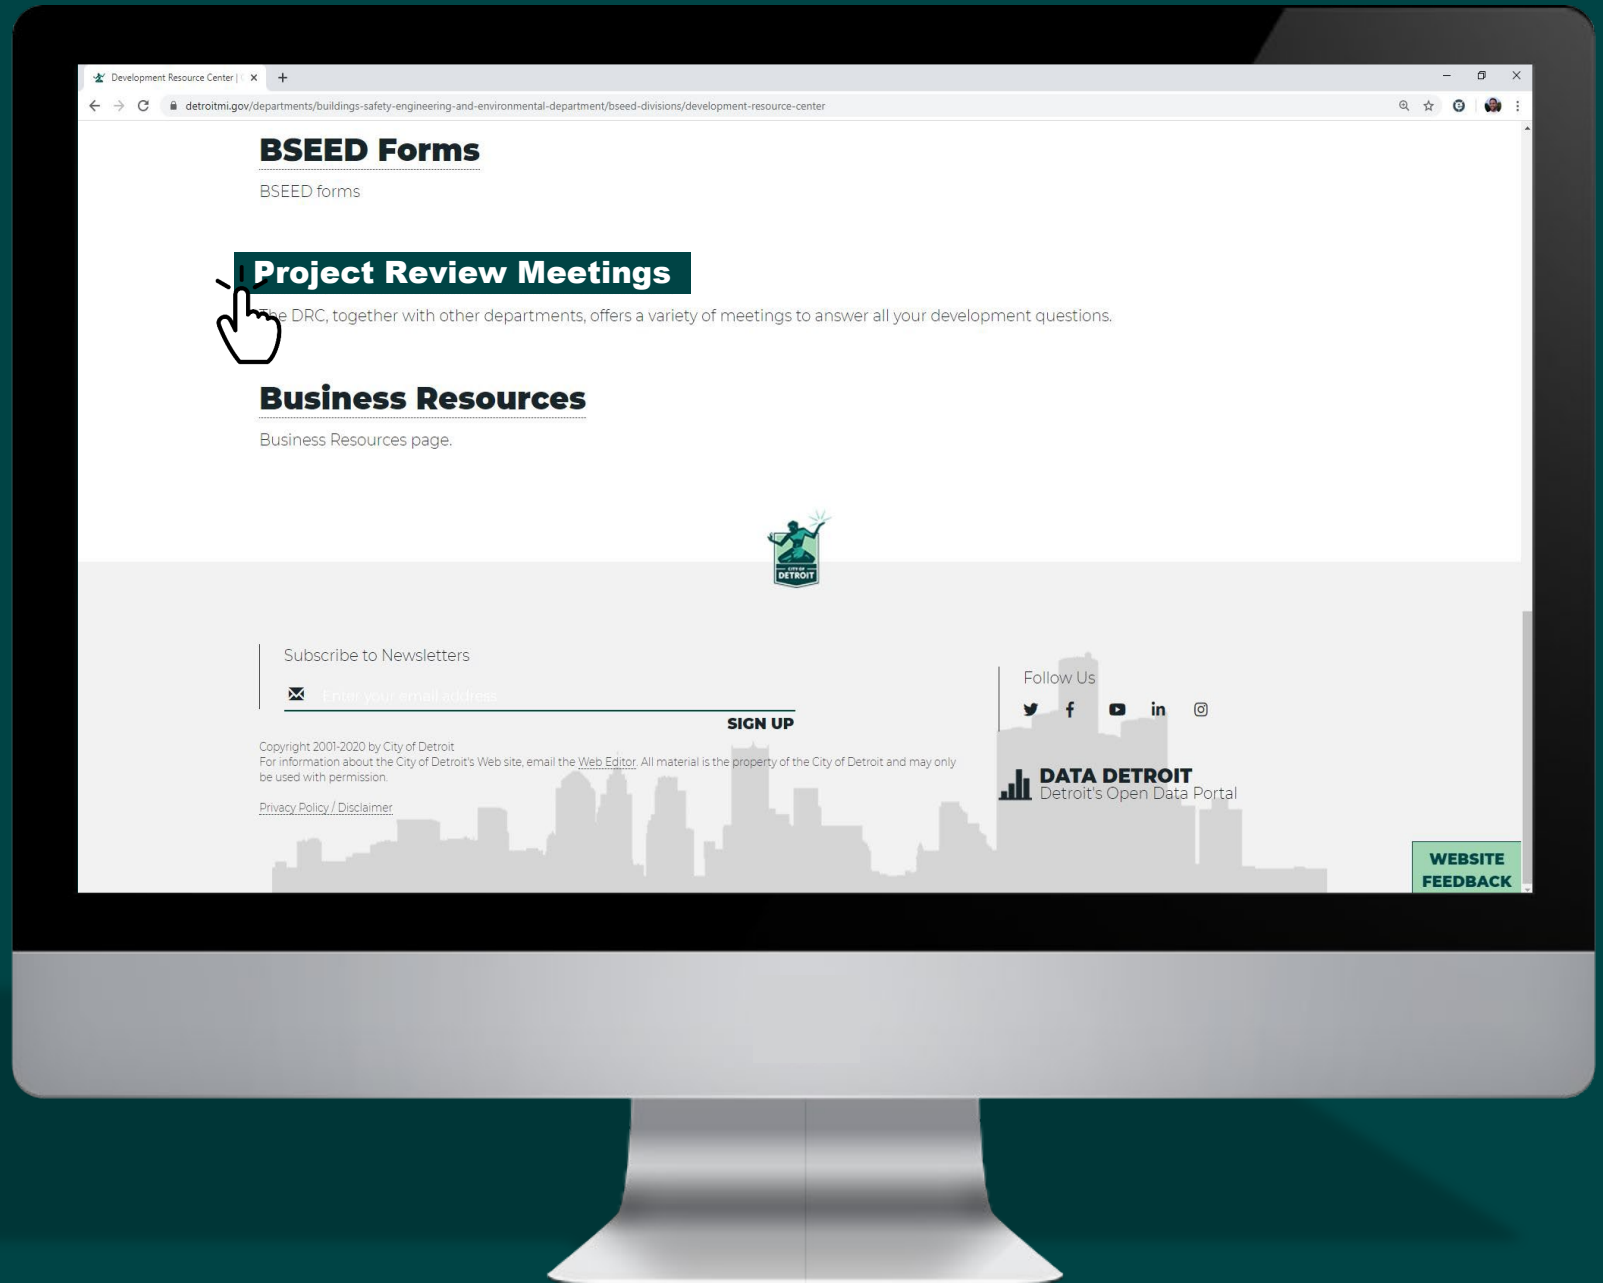 Development Resource Center |
detroitmi.gov/departments/buildings-safety-engineering-and-environmental-department/bseed-divisions/development-resource-center
BSEED Forms
BSEED forms
Project Review Meetings
The DRC, together with other departments, offers a variety of meetings to answer all your development questions.
Business Resources
Business Resources page.
CITY OF
DETROIT
Subscribe to Newsletters
Enter your email address
SIGN UP
Copyright 2001-2020 by City of Detroit
For information about the City of Detroit's Web site, email the Web Editor. All material is the property of the City of Detroit and may only
be used with permission.
Privacy Policy / Disclaimer
Follow Us
DATA DETROIT
Detroit's Open Data Portal
WEBSITE
FEEDBACK